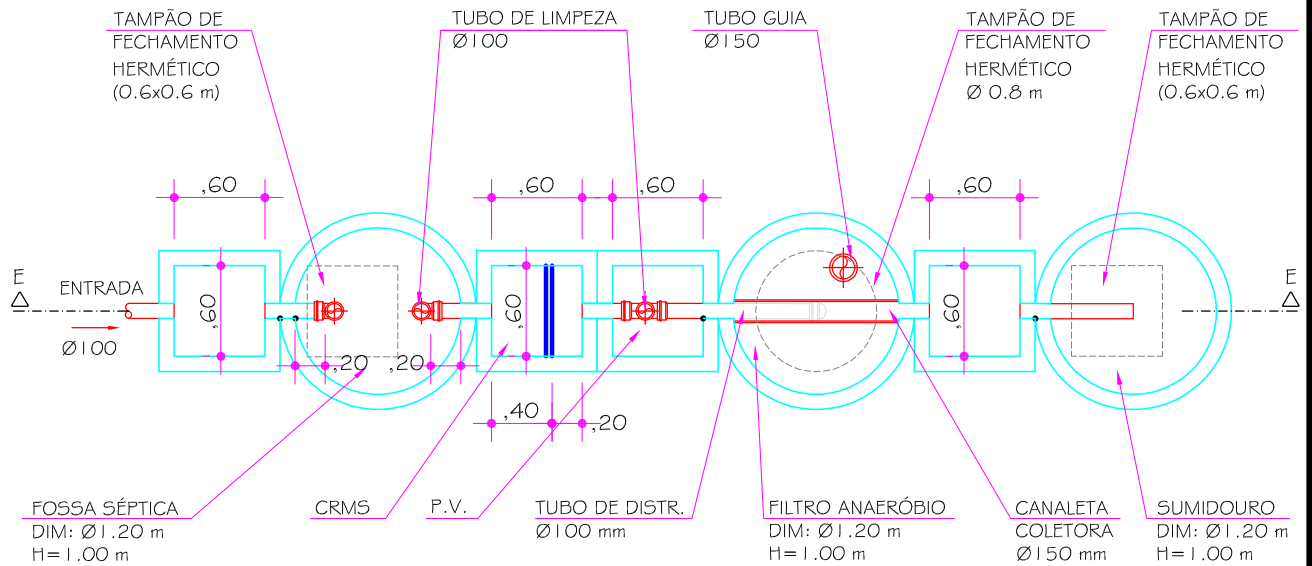 TAMPÃO DE
FECHAMENTO
HERMÉTICO
(0.6x0.6 m)
TUBO DE LIMPEZA
Ø100
TUBO GUIA
Ø150
TAMPÃO DE
FECHAMENTO
HERMÉTICO
Ø 0.8 m
TAMPÃO DE
FECHAMENTO
HERMÉTICO
(0.6x0.6 m)
,60
,60
,60
,60
E
ENTRADA
Ø100
,60
,60
,60
E
,20
,20
,40
,20
FOSSA SÉPTICA
DIM: Ø1.20 m
H=1.00 m
CRMS
P.V.
TUBO DE DISTR.
Ø100 mm
FILTRO ANAERÓBIO
DIM: Ø1.20 m
H=1.00 m
CANALETA
COLETORA
Ø150 mm
SUMIDOURO
DIM: Ø1.20 m
H=1.00 m